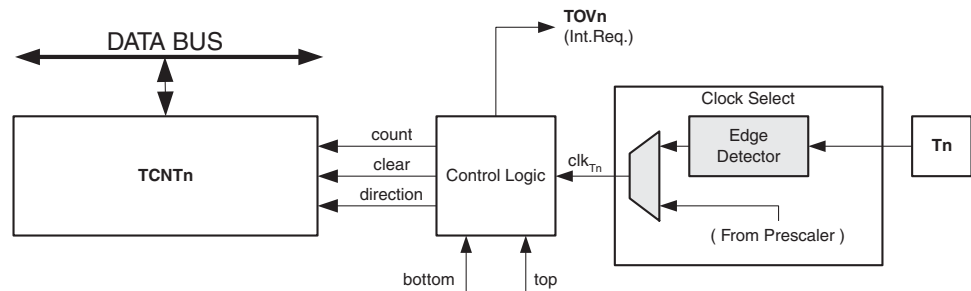 TOVn
(Int.Req.)
DATA BUS
Clock Select
count
Edge
Detector
Tn
clear
TCNTn
Control Logic
clkTn
direction
( From Prescaler )
bottom
top